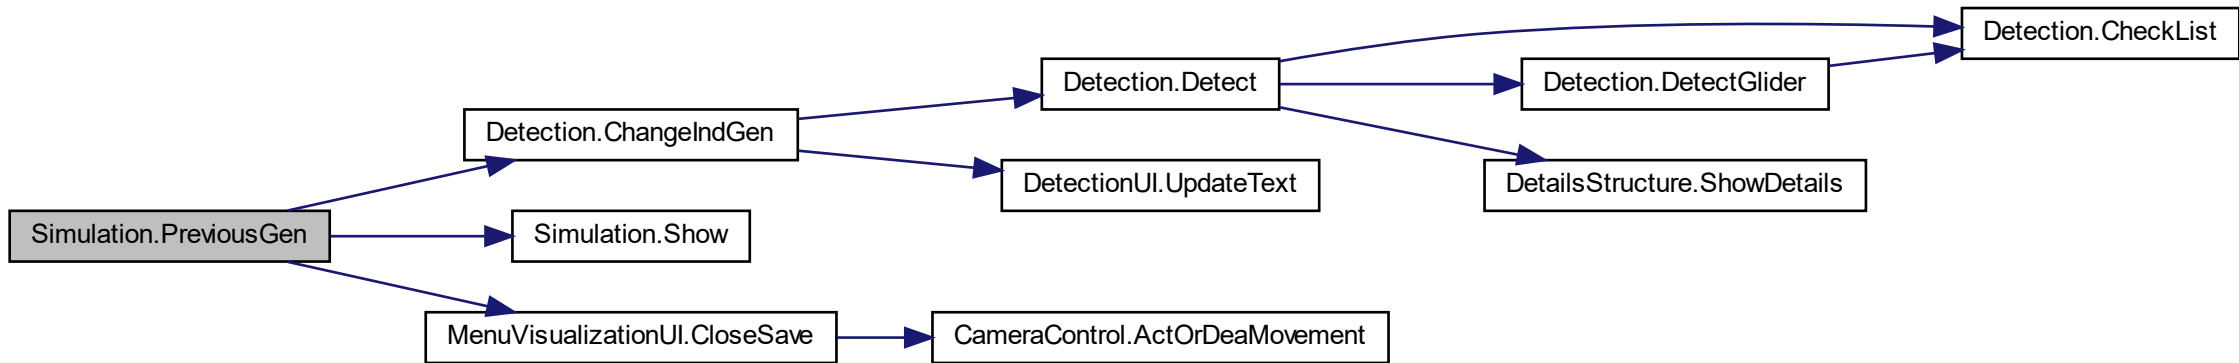 Simulation.PreviousGen
Detection.ChangeIndGen
Detection.Detect
Detection.CheckList
Detection.DetectGlider
DetailsStructure.ShowDetails
DetectionUI.UpdateText
Simulation.Show
MenuVisualizationUI.CloseSave
CameraControl.ActOrDeaMovement